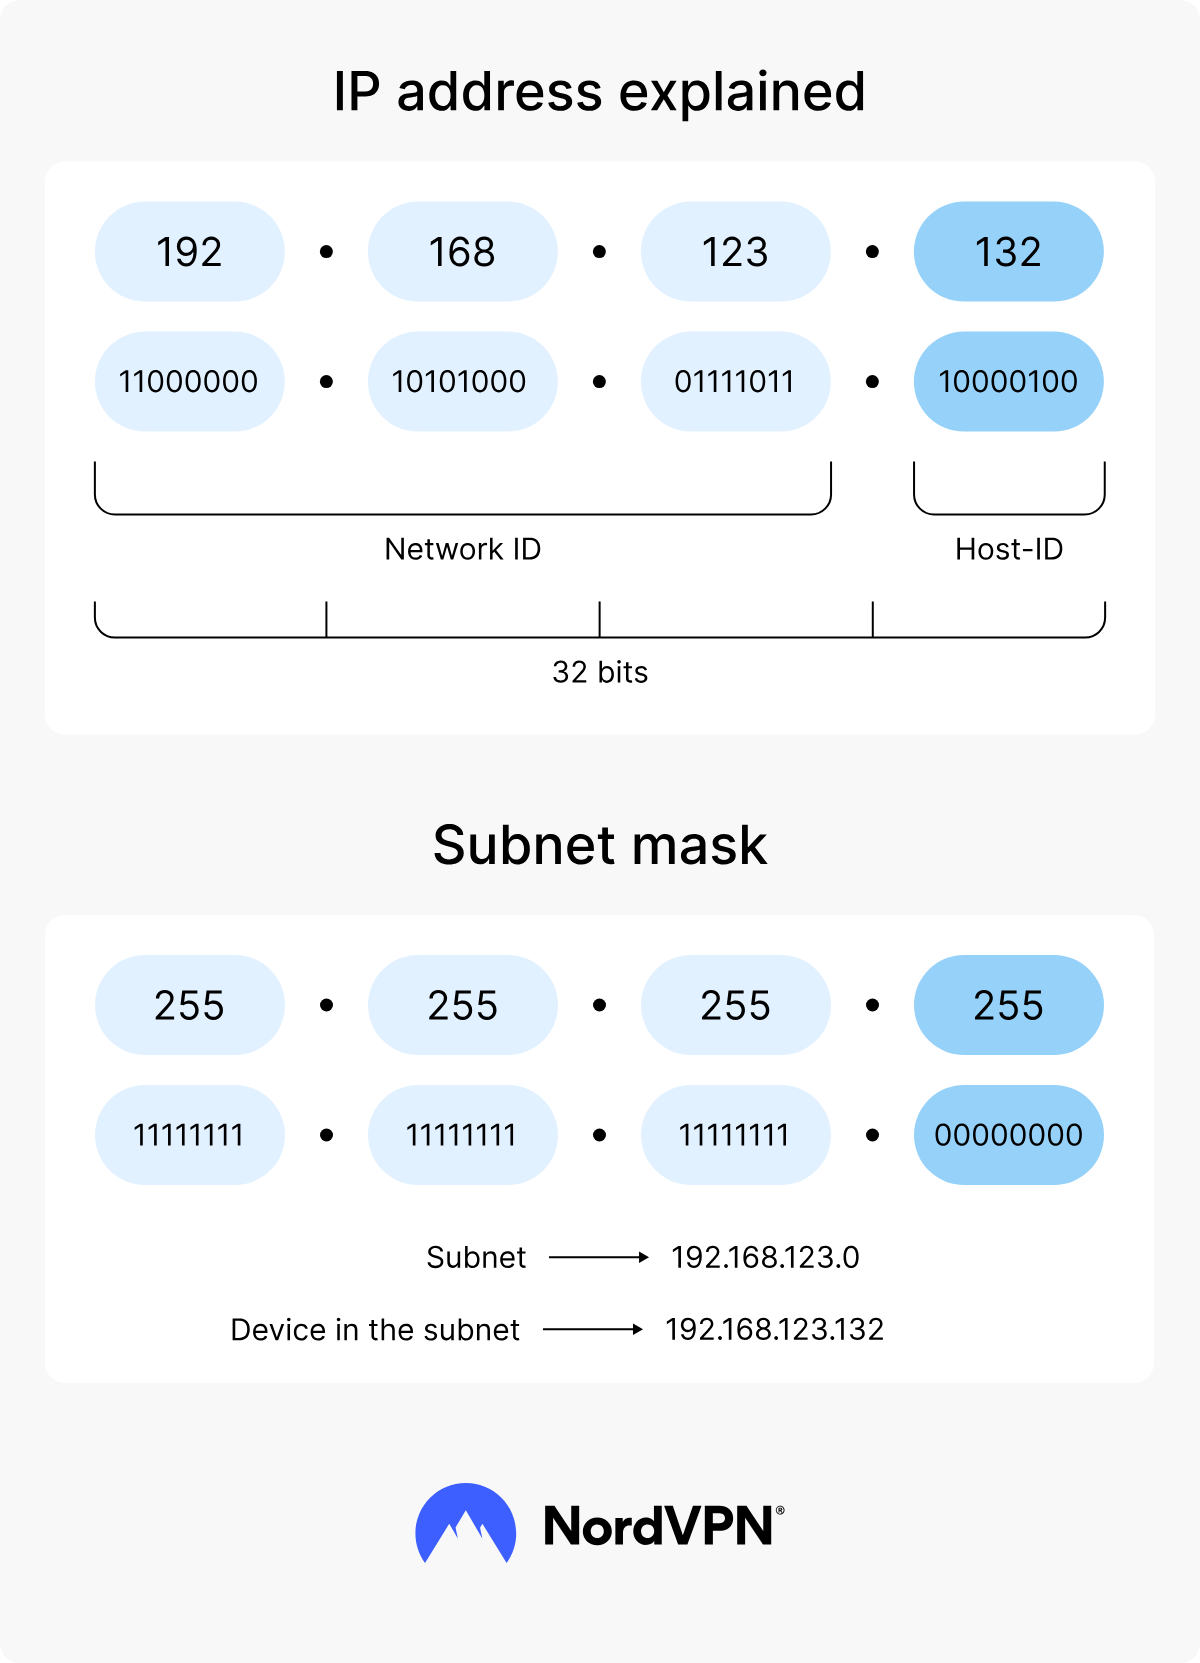 IP address explained
192 • 168 • 123 • 132
11000000 • 10101000 • 01111011 • 10000100
Network ID Host-ID
32 bits
Subnet mask
255 • 255 • 255 • 255
11111111 • 11111111 • 11111111 • 00000000
Subnet → 192.168.123.0
Device in the subnet → 192.168.123.132
NordVPN®